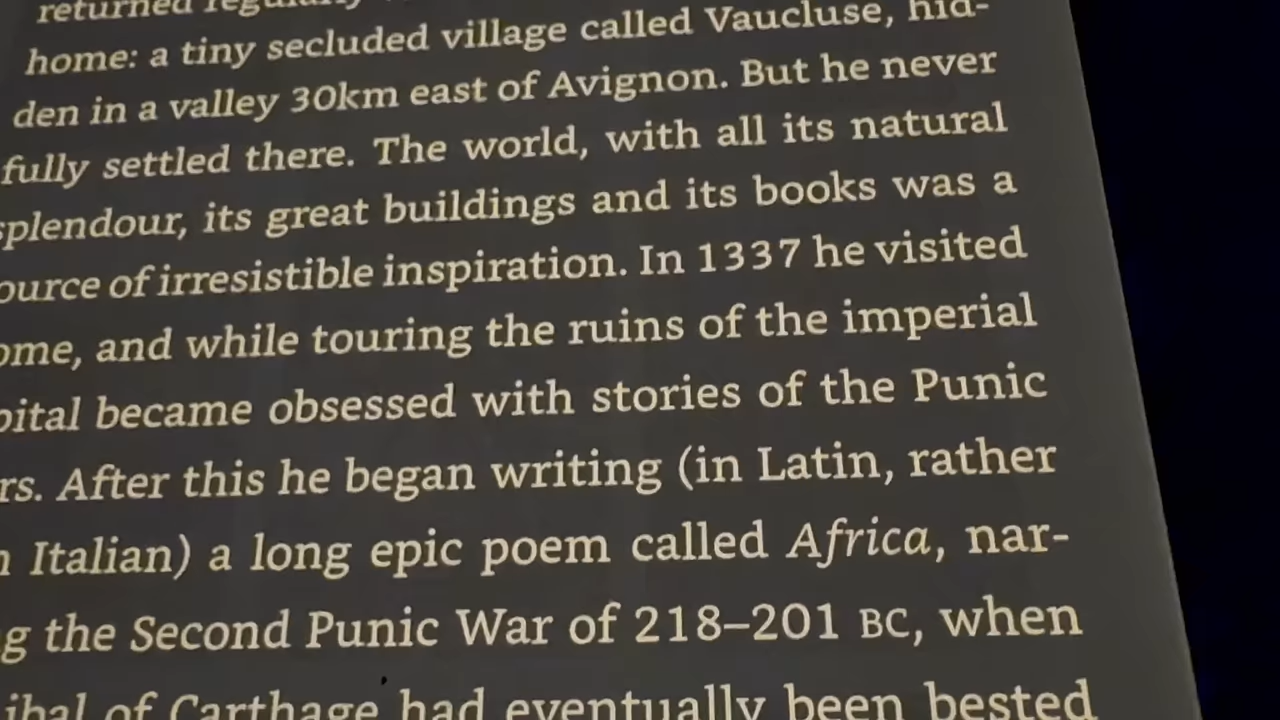 returned regularly
home: a tiny secluded village called Vaucluse, hid-
den in a valley 30km east of Avignon. But he never
fully settled there. The world, with all its natural
splendour, its great buildings and its books was a
ource of irresistible inspiration. In 1337 he visited
ome, and while touring the ruins of the imperial
pital became obsessed with stories of the Punic
rs. After this he began writing (in Latin, rather
n Italian) a long epic poem called Africa, nar-
g the Second Punic War of 218–201 BC, when
ibal of Carthage had eventually been bested